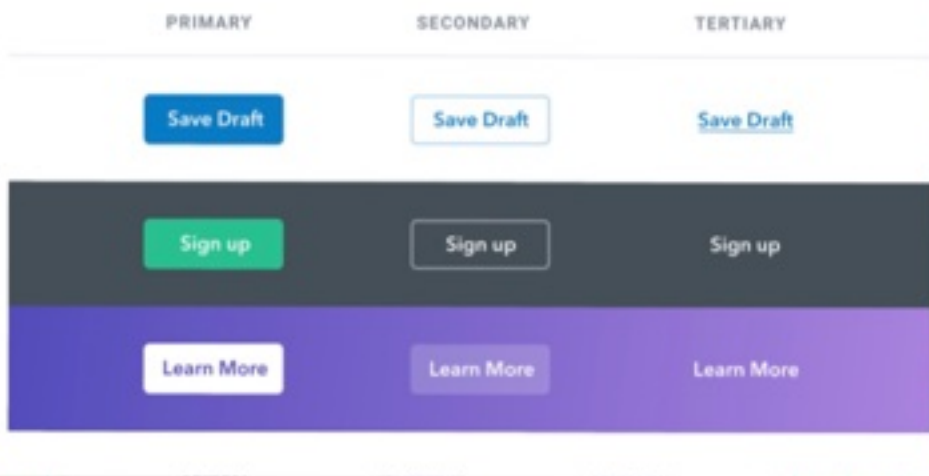 PRIMARY SECONDARY TERTIARY
Save Draft Save Draft Save Draft
Sign up Sign up Sign up
Learn More Learn More Learn More